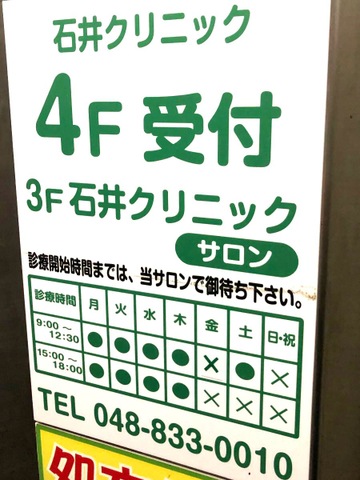 石井クリニック
4F 受付
3F 石井クリニック
サロン
診療開始時間までは、当サロンで御待ち下さい。
診療時間 月 火 水 木 金 土 日・祝
9:00～12:30 ● ● ● ● × ● ×
15:00～18:00 ● ● ● ● × × ×
TEL 048-833-0010